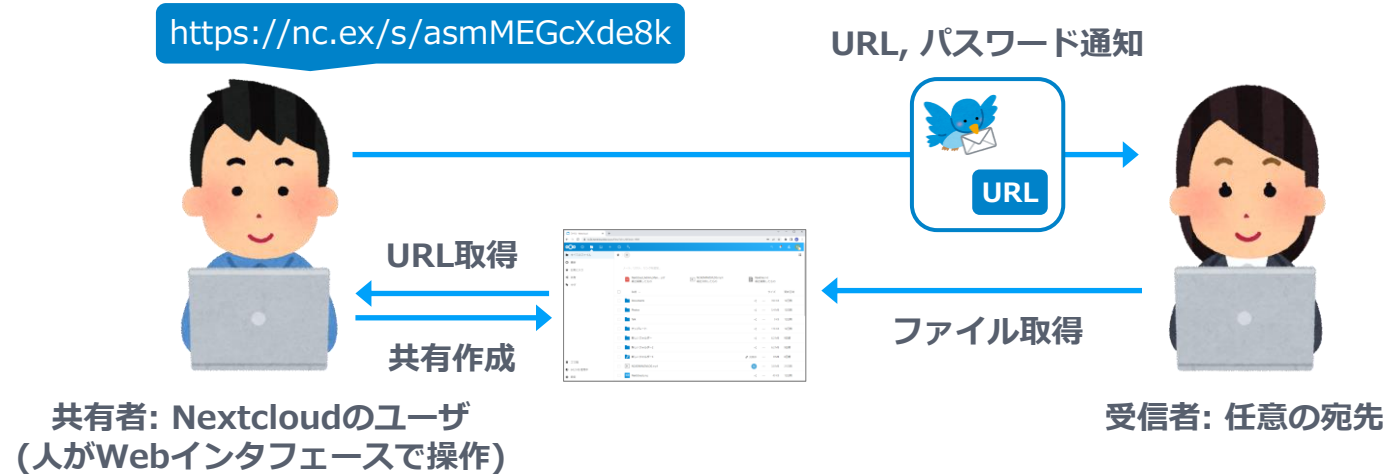 https://nc.ex/s/asmMEGcXde8k
URL, パスワード通知
URL
URL取得
共有作成
ファイル取得
共有者: Nextcloudのユーザ
(人がWebインタフェースで操作)
受信者: 任意の宛先